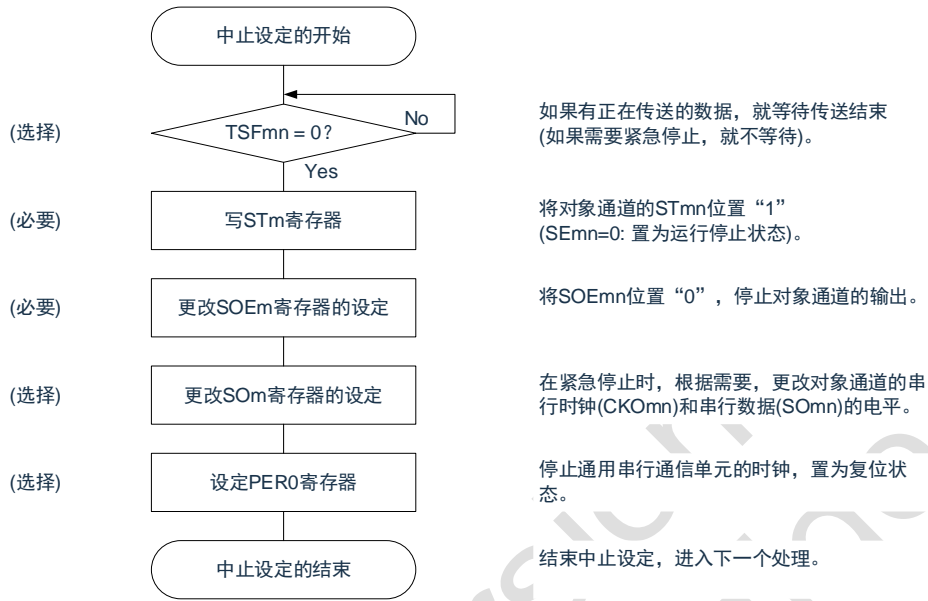 中止设定的开始
(选择)
TSFmn = 0?
No
Yes
如果有正在传送的数据，就等待传送结束
(如果需要紧急停止，就不等待)。
(必要)
写STm寄存器
将对象通道的STmn位置“1”
(SEmn=0: 置为运行停止状态)。
(必要)
更改SOEm寄存器的设定
将SOEmn位置“0”，停止对象通道的输出。
(选择)
更改SOm寄存器的设定
在紧急停止时，根据需要，更改对象通道的串
行时钟(CKOmn)和串行数据(SOmn)的电平。
(选择)
设定PER0寄存器
停止通用串行通信单元的时钟，置为复位状
态。
中止设定的结束
结束中止设定，进入下一个处理。